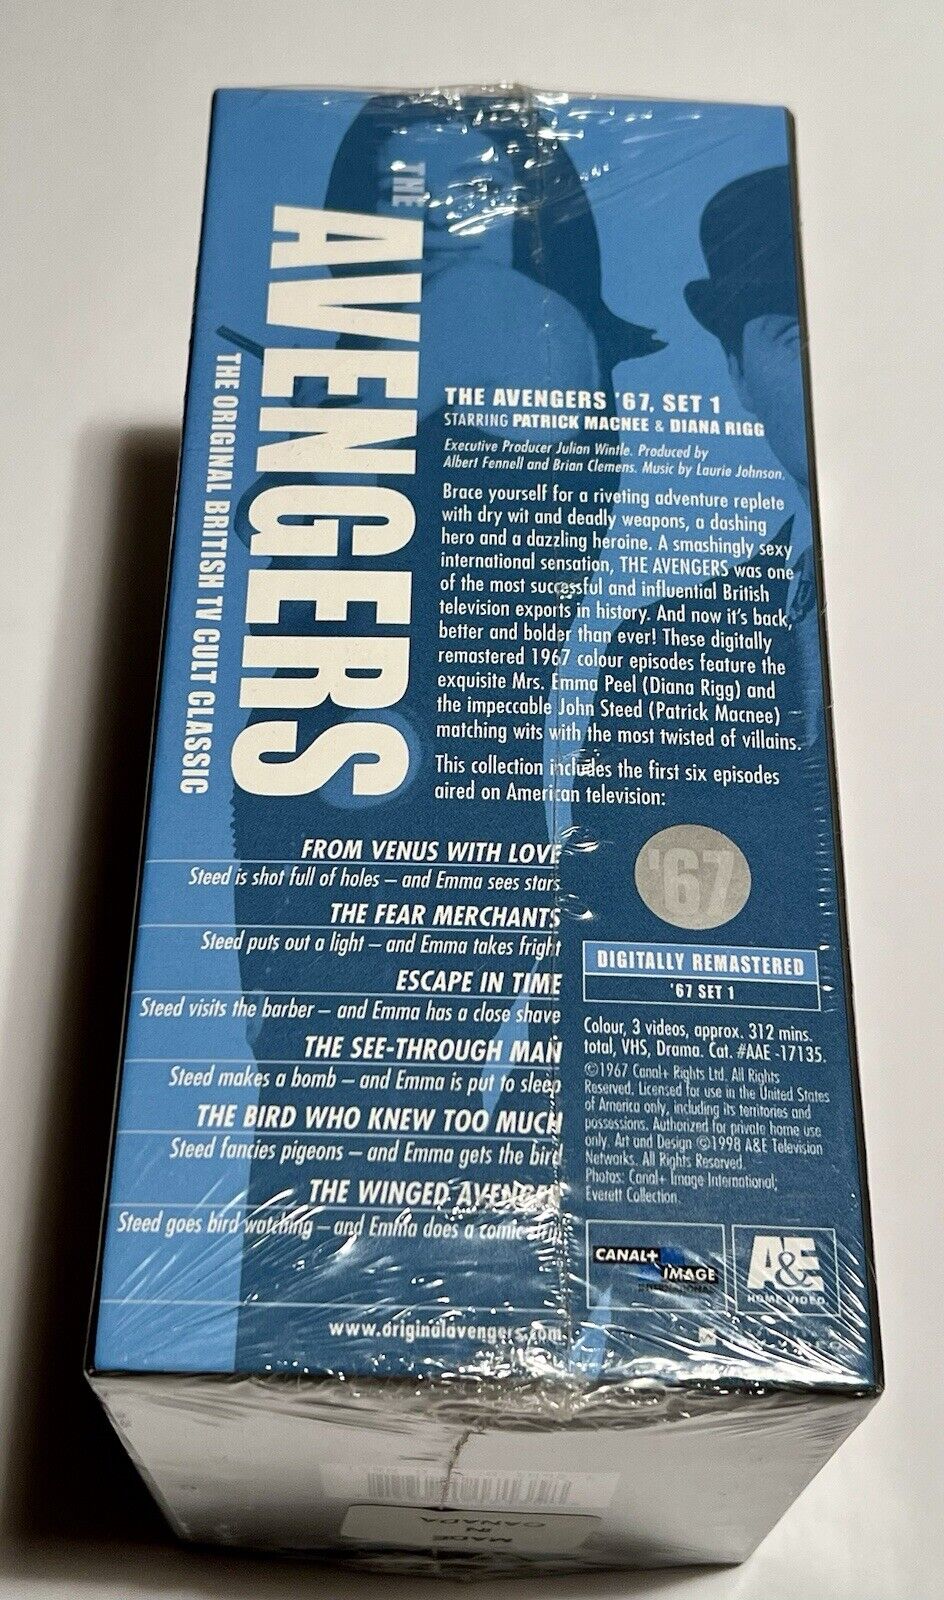 THE
AVENGERS
THE ORIGINAL BRITISH TV CULT CLASSIC
THE AVENGERS '67, SET 1
STARRING PATRICK MACNEE & DIANA RIGG
Executive Producer Julian Wintle. Produced by
Albert Fennell and Brian Clemens. Music by Laurie Johnson.
Brace yourself for a riveting adventure replete
with dry wit and deadly weapons, a dashing
hero and a dazzling heroine. A smashingly sexy
international sensation, THE AVENGERS was one
of the most successful and influential British
television exports in history. And now it's back,
better and bolder than ever! These digitally
remastered 1967 colour episodes feature the
exquisite Mrs. Emma Peel (Diana Rigg) and
the impeccable John Steed (Patrick Macnee) –
matching wits with the most twisted of villains.
This collection includes the first six episodes
aired on American television:
FROM VENUS WITH LOVE
Steed is shot full of holes – and Emma sees stars
THE FEAR MERCHANTS
Steed puts out a light – and Emma takes fright
ESCAPE IN TIME
Steed visits the barber – and Emma has a close shave
THE SEE-THROUGH MAN
Steed makes a bomb – and Emma is put to sleep
THE BIRD WHO KNEW TOO MUCH
Steed fancies pigeons – and Emma gets the bird
THE WINGED AVENGER
Steed goes bird watching – and Emma does a comic strip
www.originalavengers.com
'67
DIGITALLY REMASTERED
'67 SET 1
Colour, 3 videos, approx. 312 mins.
total, VHS, Drama. Cat. #AAE -17135.
©1967 Canal+ Rights Ltd. All Rights
Reserved. Licensed for use in the United States
of America only, including its territories and
possessions. Authorized for private home use
only. Art and Design ©1998 A&E Television
Networks. All Rights Reserved.
Photos: Canal+ Image International;
Everett Collection.
CANAL+
IMAGE
INTERNATIONAL
A&E
HOME VIDEO
MADE
IN
CANADA